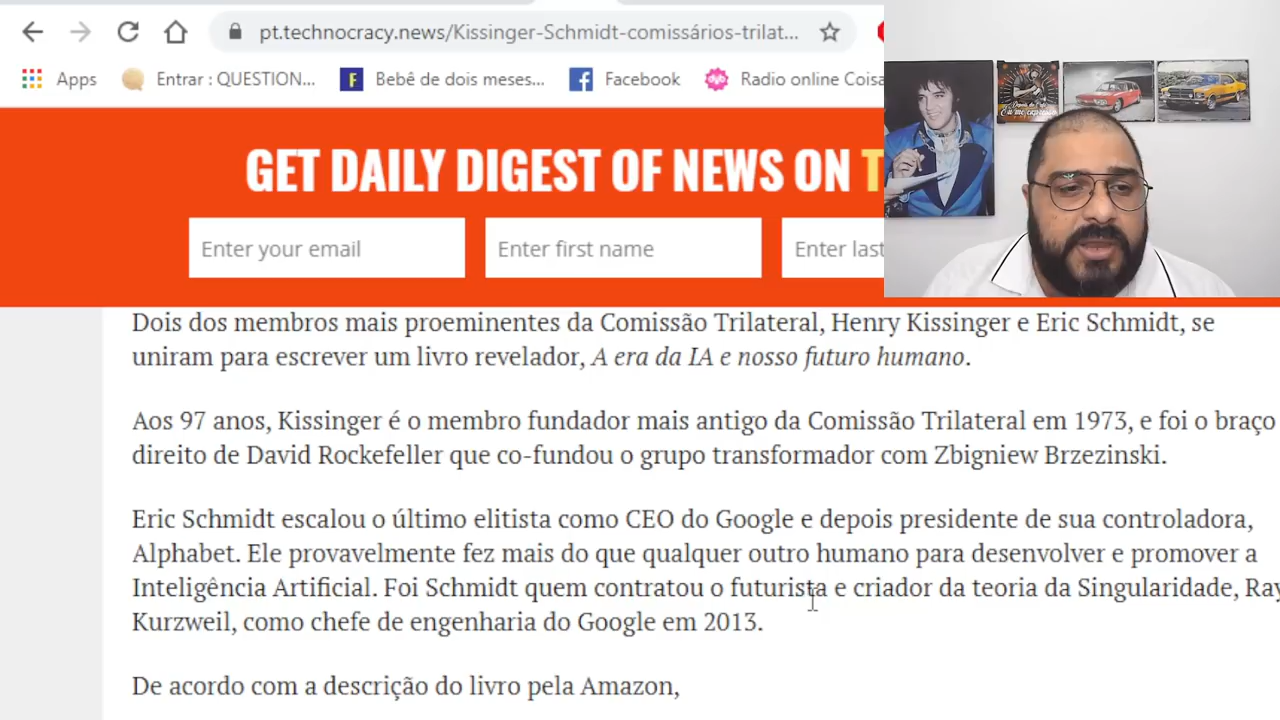 pt.technocracy.news/Kissinger-Schmidt-comissários-trilat...
Apps
Entrar : QUESTION...
F
Bebê de dois meses...
Facebook
Radio online Coisa
GET DAILY DIGEST OF NEWS ON T
Enter your email
Enter first name
Enter last
Dois dos membros mais proeminentes da Comissão Trilateral, Henry Kissinger e Eric Schmidt, se
uniram para escrever um livro revelador, A era da IA e nosso futuro humano.
Aos 97 anos, Kissinger é o membro fundador mais antigo da Comissão Trilateral em 1973, e foi o braço
direito de David Rockefeller que co-fundou o grupo transformador com Zbigniew Brzezinski.
Eric Schmidt escalou o último elitista como CEO do Google e depois presidente de sua controladora,
Alphabet. Ele provavelmente fez mais do que qualquer outro humano para desenvolver e promover a
Inteligência Artificial. Foi Schmidt quem contratou o futurista e criador da teoria da Singularidade, Ray
Kurzweil, como chefe de engenharia do Google em 2013.
De acordo com a descrição do livro pela Amazon,